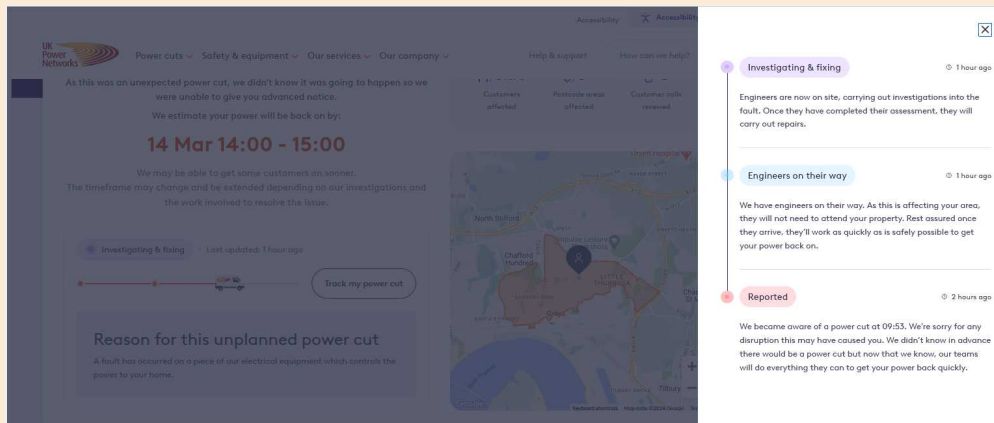 Accessibility
Accessibility
UK
Power
Networks
Power cuts
Safety & equipment
Our services
Our company
Help & support
How can we help?
As this was an unexpected power cut, we didn't know it was going to happen so we
were unable to give you advanced notice.
We estimate your power will be back on by:
14 Mar 14:00 - 15:00
We may be able to get some customers on sooner.
The timeframe may change and be extended depending on our investigations and
the work involved to resolve the issue.
Investigating & fixing
Last updated: 1 hour ago
Track my power cut
Reason for this unplanned power cut
A fault has occurred on a piece of our electrical equipment which controls the
power to your home.
Customers
affected
Postcode areas
affected
Customer calls
received
North Stifford
Chafford
Hundred
LITTLE
THURROCK
Tilbury
Keyboard shortcuts
Investigating & fixing
1 hour ago
Engineers are now on site, carrying out investigations into the
fault. Once they have completed their assessment, they will
carry out repairs.
Engineers on their way
1 hour ago
We have engineers on their way. As this is affecting your area,
they will not need to attend your property. Rest assured once
they arrive, they'll work as quickly as is safely possible to get
your power back on.
Reported
2 hours ago
We became aware of a power cut at 09:53. We're sorry for any
disruption this may have caused you. We didn't know in advance
there would be a power cut but now that we know, our teams
will do everything they can to get your power back quickly.